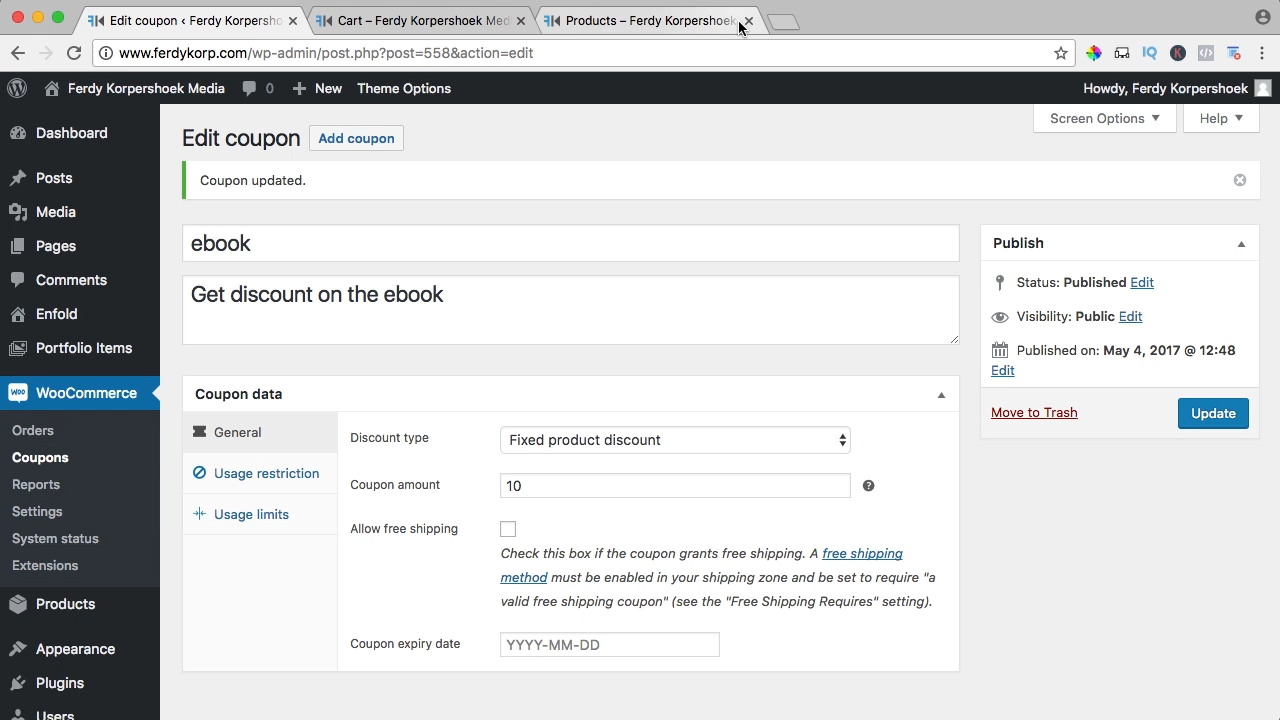 Edit coupon ‹ Ferdy Korpersho
Cart – Ferdy Korpershoek Med
Products – Ferdy Korpershoek
www.ferdykorp.com/wp-admin/post.php?post=558&action=edit
Ferdy Korpershoek Media
0
New
Theme Options
Howdy, Ferdy Korpershoek
Dashboard
Posts
Media
Pages
Comments
Enfold
Portfolio Items
woo WooCommerce
Orders
Coupons
Reports
Settings
System status
Extensions
Products
Appearance
Plugins
Users
Screen Options
Help
Edit coupon
Add coupon
Coupon updated.
ebook
Get discount on the ebook
Coupon data
General
Usage restriction
Usage limits
Discount type
Fixed product discount
Coupon amount
10
?
Allow free shipping
Check this box if the coupon grants free shipping. A free shipping
method must be enabled in your shipping zone and be set to require "a
valid free shipping coupon" (see the "Free Shipping Requires" setting).
Coupon expiry date
YYYY-MM-DD
Publish
Status: Published Edit
Visibility: Public Edit
Published on: May 4, 2017 @ 12:48
Edit
Move to Trash
Update